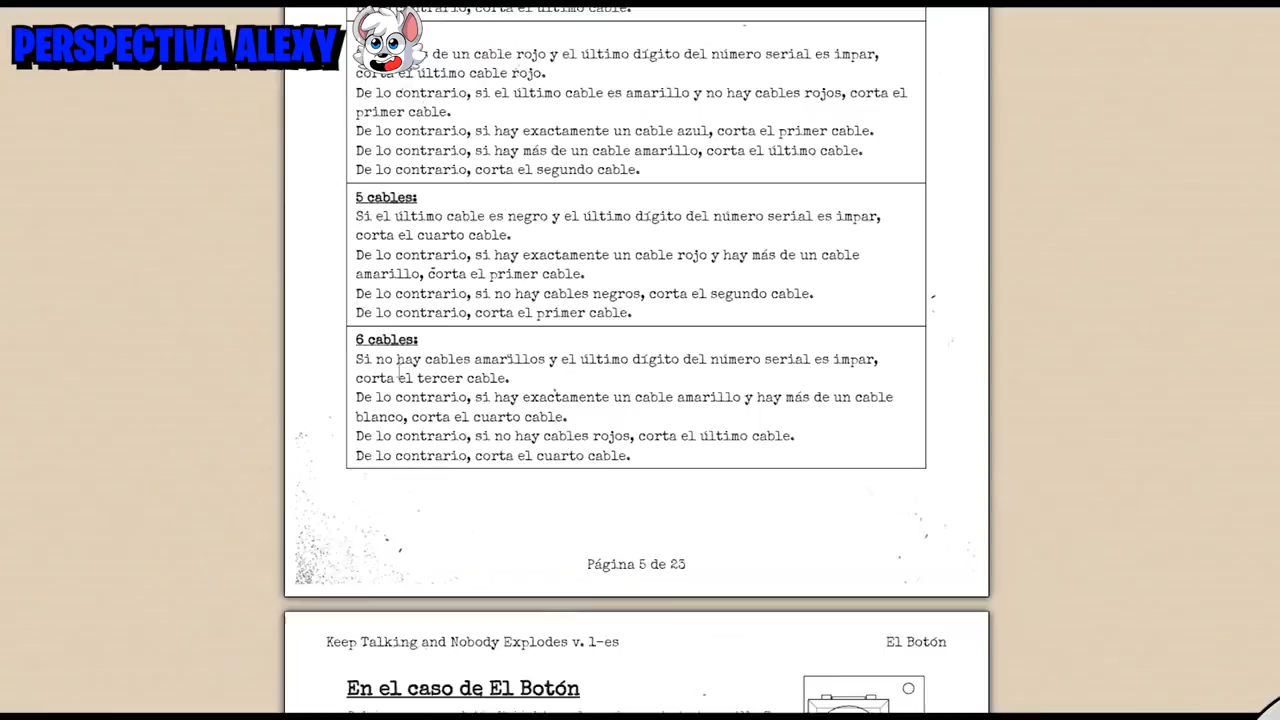 PERSPECTIVA ALEXY
De lo contrario, corta el último cable.
de un cable rojo y el último dígito del número serial es impar,
corta el último cable rojo.
De lo contrario, si el último cable es amarillo y no hay cables rojos, corta el
primer cable.
De lo contrario, si hay exactamente un cable azul, corta el primer cable.
De lo contrario, si hay más de un cable amarillo, corta el último cable.
De lo contrario, corta el segundo cable.
5 cables:
Si el último cable es negro y el último dígito del número serial es impar,
corta el cuarto cable.
De lo contrario, si hay exactamente un cable rojo y hay más de un cable
amarillo, corta el primer cable.
De lo contrario, si no hay cables negros, corta el segundo cable.
De lo contrario, corta el primer cable.
6 cables:
Si no hay cables amarillos y el último dígito del número serial es impar,
corta el tercer cable.
De lo contrario, si hay exactamente un cable amarillo y hay más de un cable
blanco, corta el cuarto cable.
De lo contrario, si no hay cables rojos, corta el último cable.
De lo contrario, corta el cuarto cable.
Página 5 de 23
Keep Talking and Nobody Explodes v. 1-es
El Botón
En el caso de El Botón